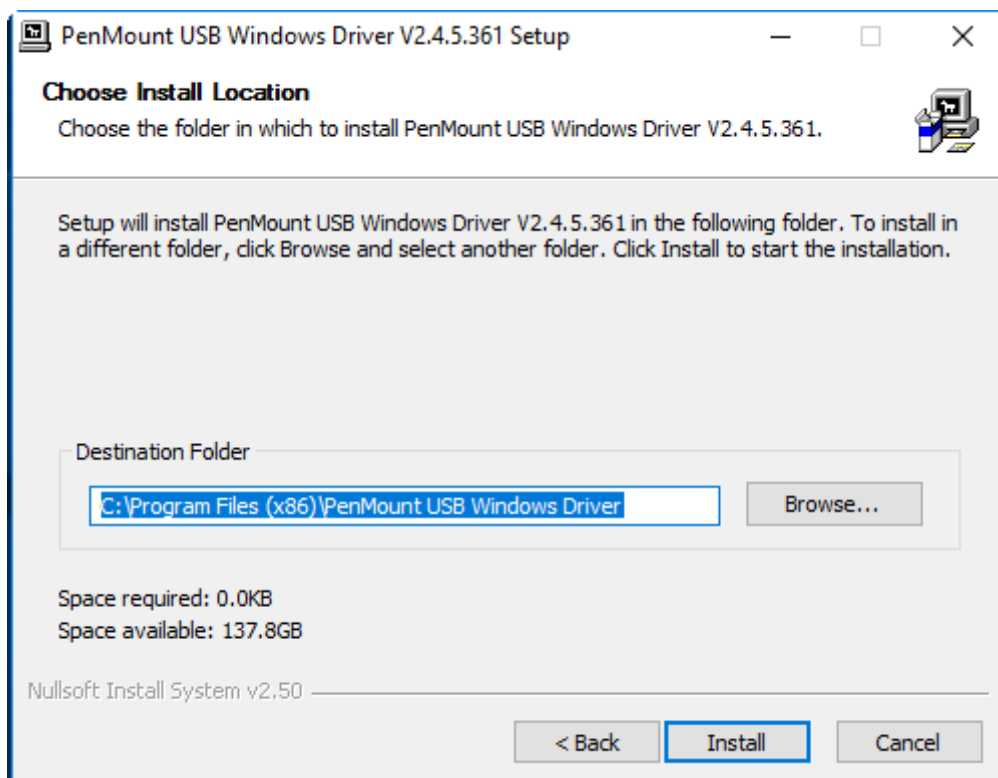 PenMount USB Windows Driver V2.4.5.361 Setup
Choose Install Location
Choose the folder in which to install PenMount USB Windows Driver V2.4.5.361.
Setup will install PenMount USB Windows Driver V2.4.5.361 in the following folder. To install in
a different folder, click Browse and select another folder. Click Install to start the installation.
Destination Folder
C:\Program Files (x86)\PenMount USB Windows Driver
Browse...
Space required: 0.0KB
Space available: 137.8GB
Nullsoft Install System v2.50
< Back
Install
Cancel